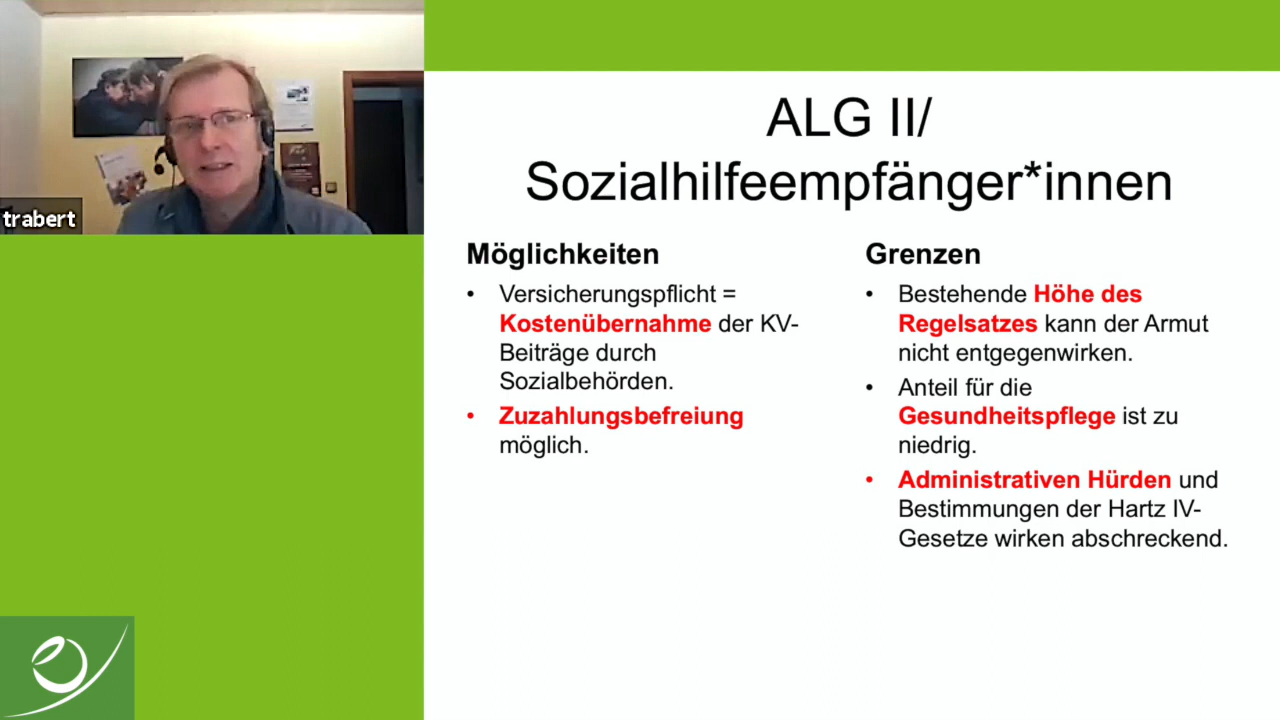 trabert
ALG II/
Sozialhilfeempfänger*innen
Möglichkeiten
• Versicherungspflicht =
Kostenübernahme der KV-
Beiträge durch
Sozialbehörden.
• Zuzahlungsbefreiung
möglich.
Grenzen
• Bestehende Höhe des
Regelsatzes kann der Armut
nicht entgegenwirken.
• Anteil für die
Gesundheitspflege ist zu
niedrig.
• Administrativen Hürden und
Bestimmungen der Hartz IV-
Gesetze wirken abschreckend.